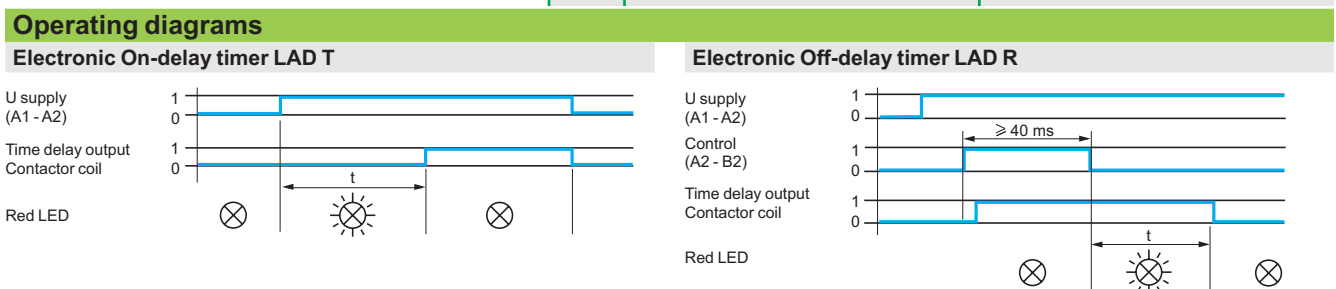 Operating diagrams
Electronic On-delay timer LAD T
U supply
(A1 - A2)
1
0
Time delay output
Contactor coil
1
0
t
Red LED
Electronic Off-delay timer LAD R
U supply
(A1 - A2)
1
0
Control
(A2 - B2)
⩾ 40 ms
1
0
Time delay output
Contactor coil
1
0
t
Red LED